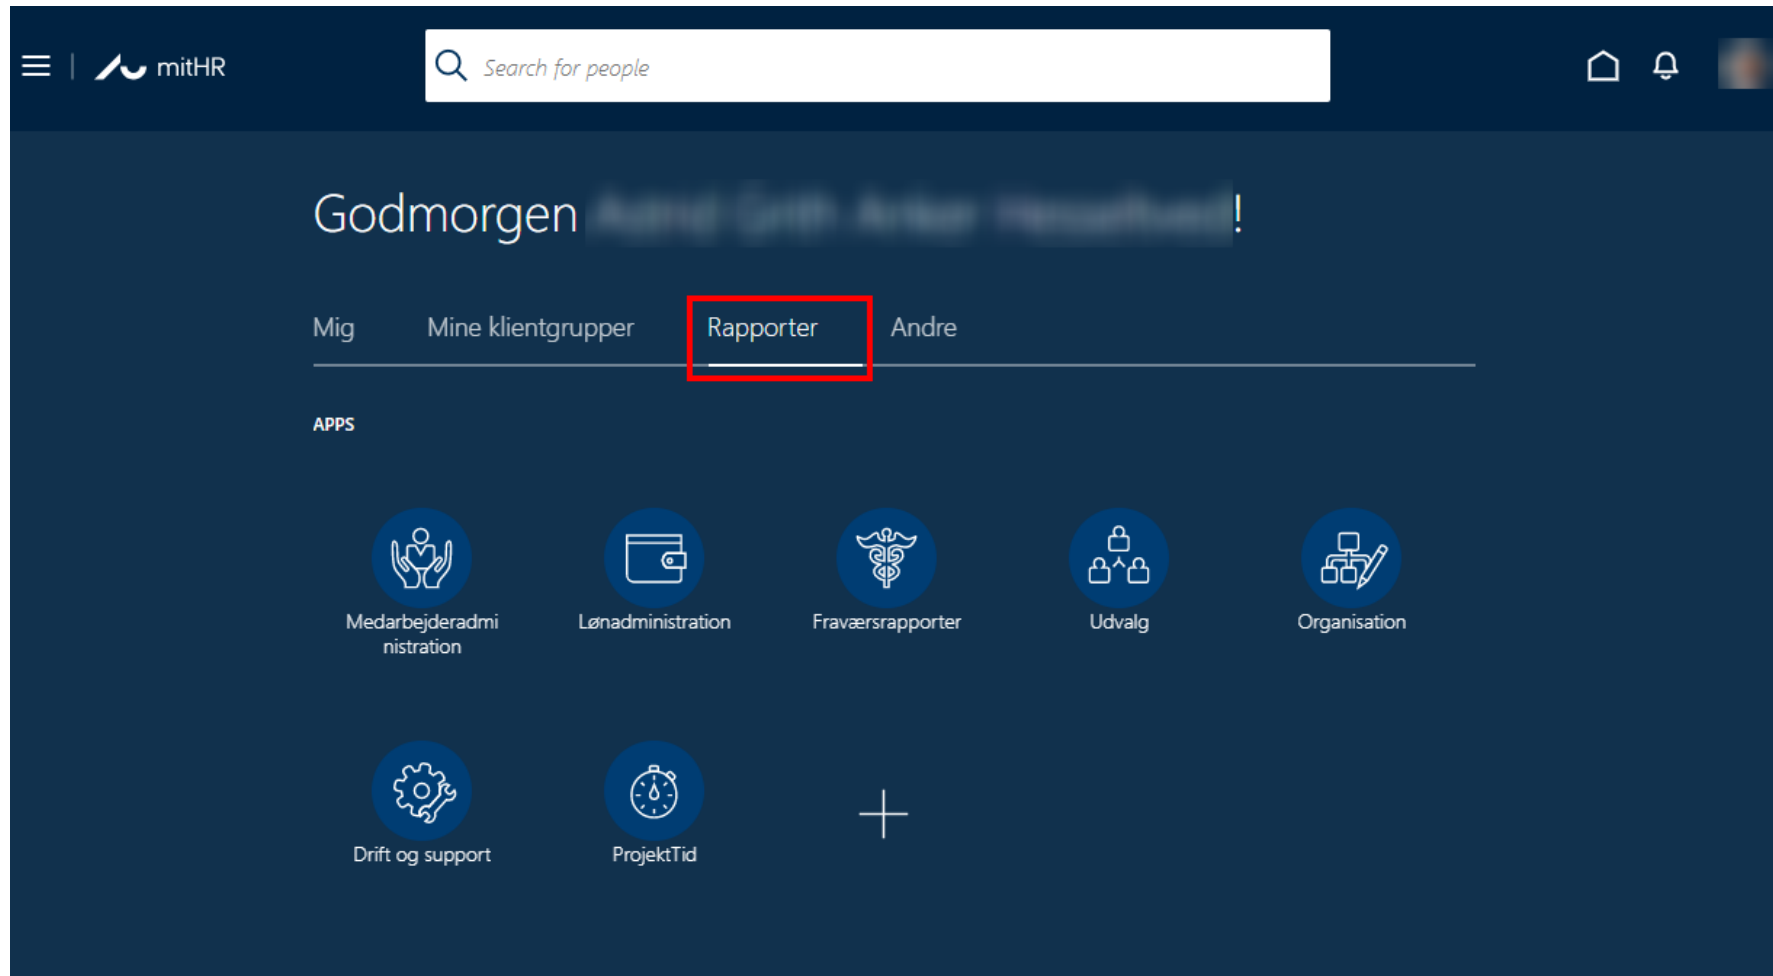 mitHR
Search for people
Godmorgen !
Mig Mine klientgrupper Rapporter Andre
APPS
Medarbejderadmi
nistration
Lønadministration
Fraværsrapporter
Udvalg
Organisation
Drift og support
ProjektTid